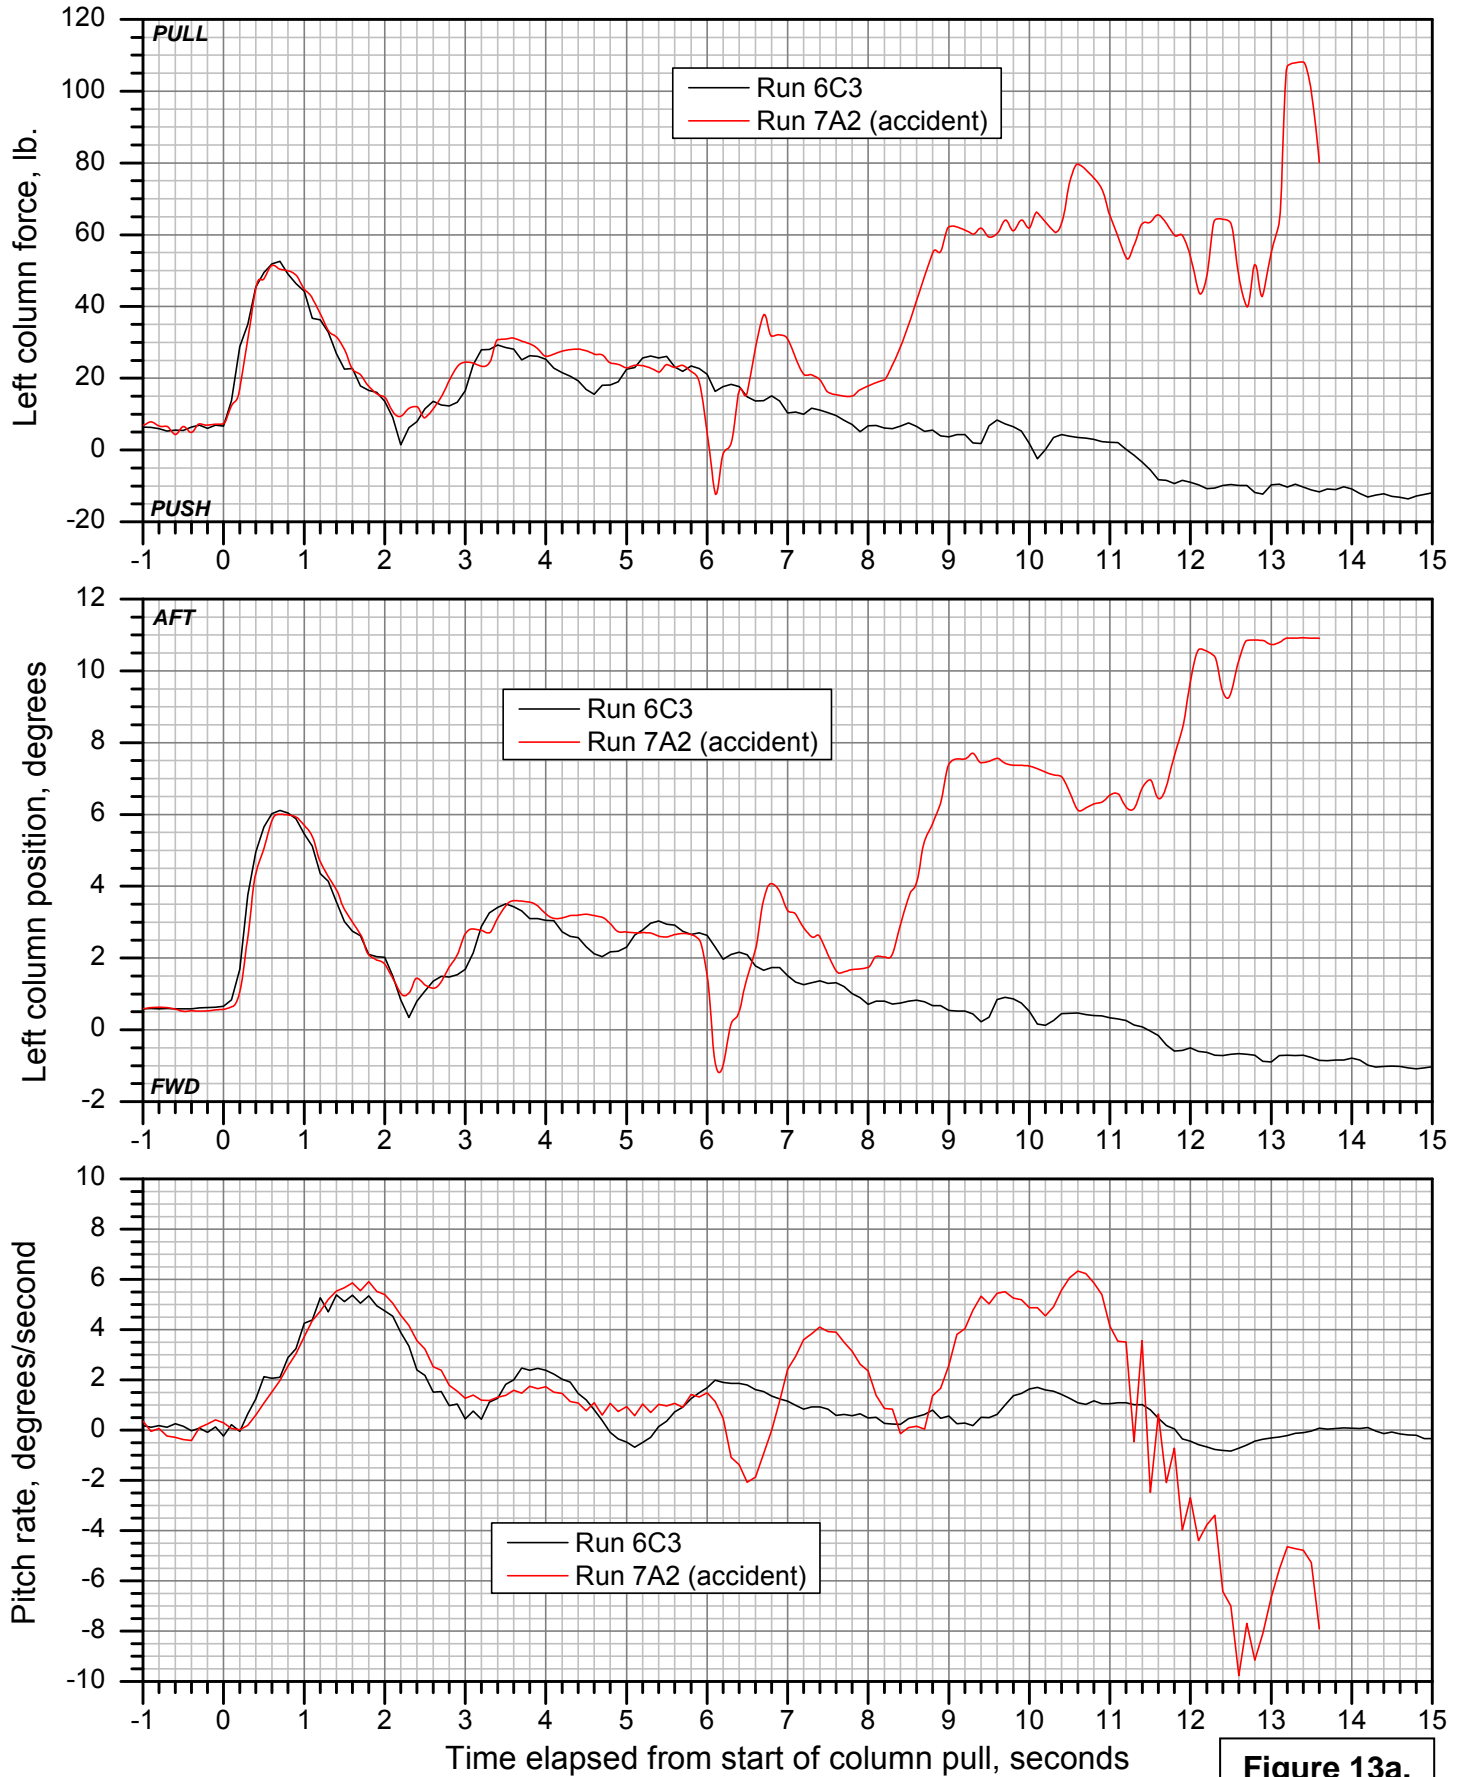 120
PULL
100
80
60
40
20
0
-20
PUSH
Left column force, lb.
Run 6C3
Run 7A2 (accident)
-1 0 1 2 3 4 5 6 7 8 9 10 11 12 13 14 15
12
AFT
10
8
6
4
2
0
-2
FWD
Left column position, degrees
Run 6C3
Run 7A2 (accident)
-1 0 1 2 3 4 5 6 7 8 9 10 11 12 13 14 15
10
8
6
4
2
0
-2
-4
-6
-8
-10
Pitch rate, degrees/second
Run 6C3
Run 7A2 (accident)
-1 0 1 2 3 4 5 6 7 8 9 10 11 12 13 14 15
Time elapsed from start of column pull, seconds
Figure 13a.